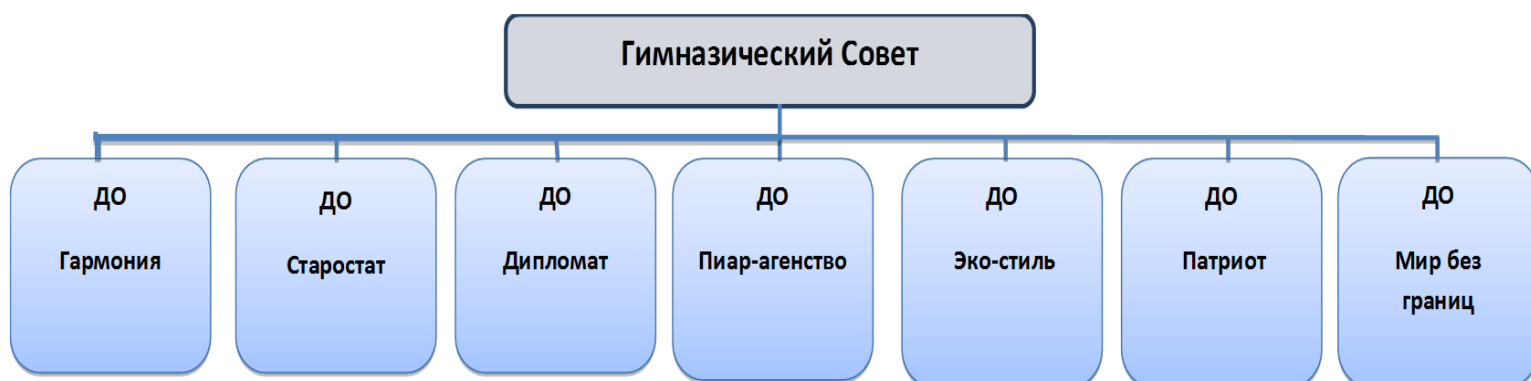 Гимназический Совет
ДО
Гармония
ДО
Старостат
ДО
Дипломат
ДО
Пиар-агенство
ДО
Эко-стиль
ДО
Патриот
ДО
Мир без
границ